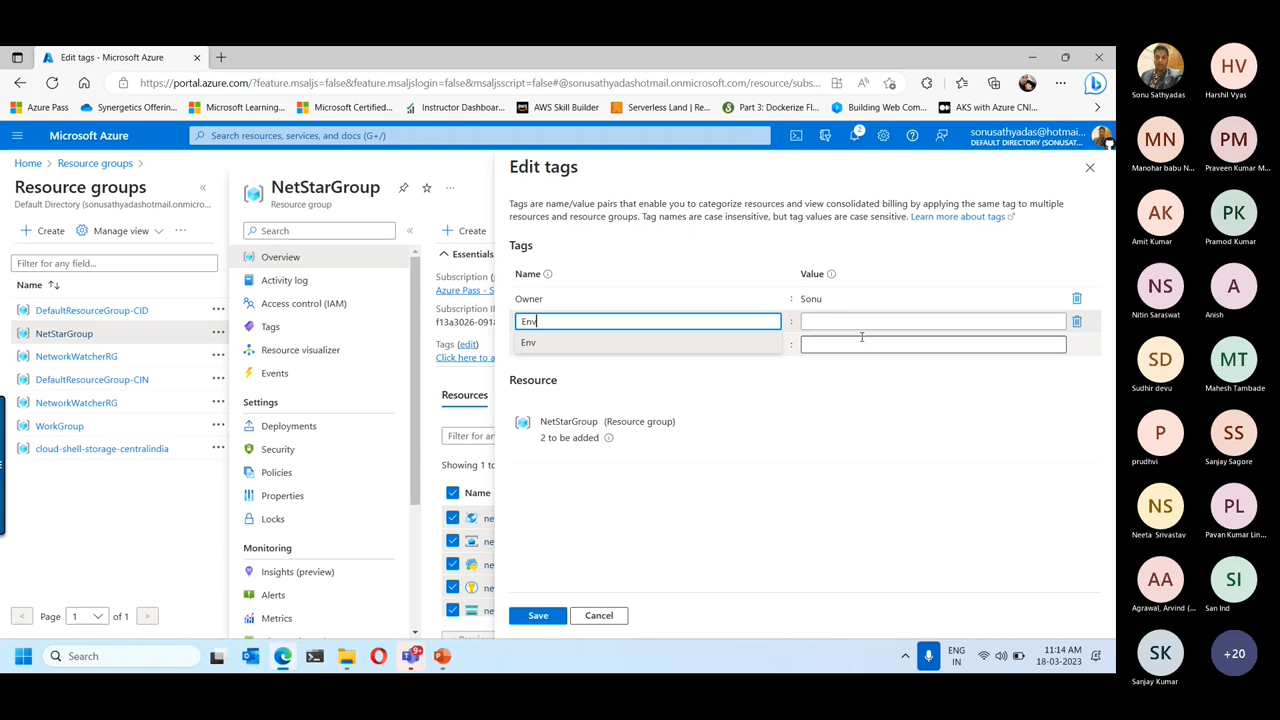 Edit tags - Microsoft Azure
https://portal.azure.com/?feature.msaljs=false&feature.msaljslogin=false&msaljsscript=false#@sonusathyadashotmail.onmicrosoft.com/resource/subs...
Azure Pass
Synergetics Offering...
Microsoft Learning...
Microsoft Certified...
Instructor Dashboar...
AWS Skill Builder
Serverless Land | Re...
Part 3: Dockerize Fl...
Building Web Com...
AKS with Azure CNI...
Microsoft Azure
Search resources, services, and docs (G+/)
2
sonusathyadas@hotmai...
DEFAULT DIRECTORY (SONUSAT...
Home > Resource groups >
Resource groups
Default Directory (sonusathyadashotmail.onmicro...
Create
Manage view
Filter for any field...
Name
DefaultResourceGroup-CID
NetStarGroup
NetworkWatcherRG
DefaultResourceGroup-CIN
NetworkWatcherRG
WorkGroup
cloud-shell-storage-centralindia
Page 1 of 1
NetStarGroup
Resource group
Search
Overview
Activity log
Access control (IAM)
Tags
Resource visualizer
Events
Settings
Deployments
Security
Policies
Properties
Locks
Monitoring
Insights (preview)
Alerts
Metrics
Create
Essentials
Subscription (
Azure Pass - S
Subscription I
f13a3026-091
Tags (edit)
Click here to a
Resources
Filter for an
Showing 1 to
Name
ne
ne
ne
ne
ne
Edit tags
Tags are name/value pairs that enable you to categorize resources and view consolidated billing by applying the same tag to multiple
resources and resource groups. Tag names are case insensitive, but tag values are case sensitive. Learn more about tags
Tags
Name
Value
Owner : Sonu
Env :
Env :
Resource
NetStarGroup (Resource group)
2 to be added
Save
Cancel
Search
9+
ENG
IN
11:14 AM
18-03-2023
Sonu Sathyadas
HV
Harshil Vyas
MN
Manohar babu N...
PM
Praveen Kumar M...
AK
Amit Kumar
PK
Pramod Kumar
NS
Nitin Saraswat
A
Anish
SD
Sudhir devu
MT
Mahesh Tambade
P
prudhvi
SS
Sanjay Sagore
NS
Neeta Srivastav
PL
Pavan Kumar Lin...
AA
Agrawal, Arvind (...
SI
San Ind
SK
Sanjay Kumar
+20